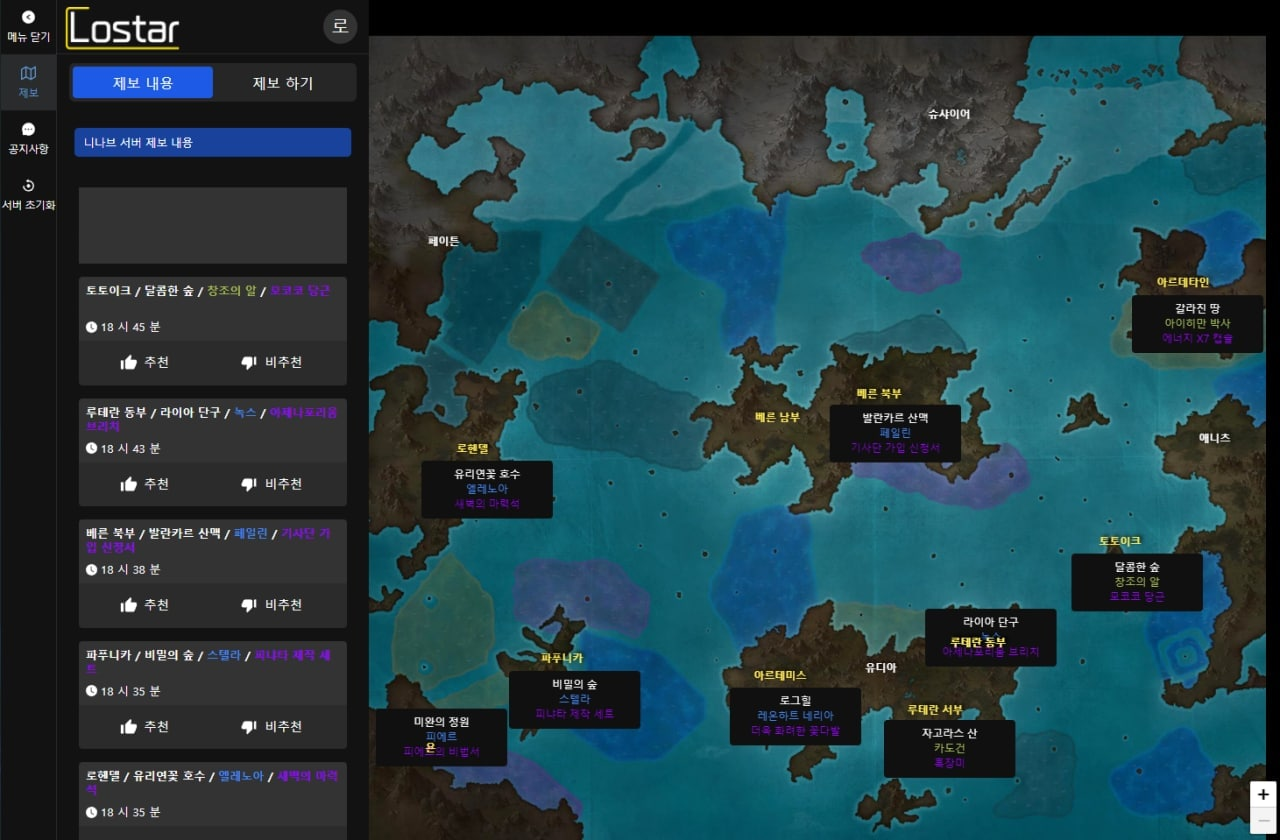 메뉴 닫기
제보
공지사항
서버 초기화
Lostar
로
제보 내용
제보 하기
니나브 서버 제보 내용
토토이크 / 달콤한 숲 / 창조의 알 / 모코코 당근
18 시 45 분
추천
비추천
루테란 동부 / 라이아 단구 / 녹스 / 아제나포리움
브리치
18 시 43 분
추천
비추천
베른 북부 / 발란카르 산맥 / 페일린 / 기사단 가
입 신청서
18 시 38 분
추천
비추천
파푸니카 / 비밀의 숲 / 스텔라 / 피냐타 제작 세
트
18 시 35 분
추천
비추천
로헨델 / 유리연꽃 호수 / 엘레노아 / 새벽의 마력
석
18 시 35 분
슈샤이어
페이튼
아르데타인
갈라진 땅
아이히만 박사
에너지 X7 캡슐
베른 북부
발란카르 산맥
페일린
기사단 가입 신청서
베른 남부
애니츠
로헨델
유리연꽃 호수
엘레노아
새벽의 마력석
토토이크
달콤한 숲
창조의 알
모코코 당근
라이아 단구
녹스
루테란 동부
아제나포리움 브리치
파푸니카
비밀의 숲
스텔라
피냐타 제작 세트
아르테미스
로그힐
레온하트 네리아
더욱 화려한 꽃다발
유디아
루테란 서부
자고라스 산
카도건
흑장미
미완의 정원
피에르
욘
피에르의 비법서
+
−